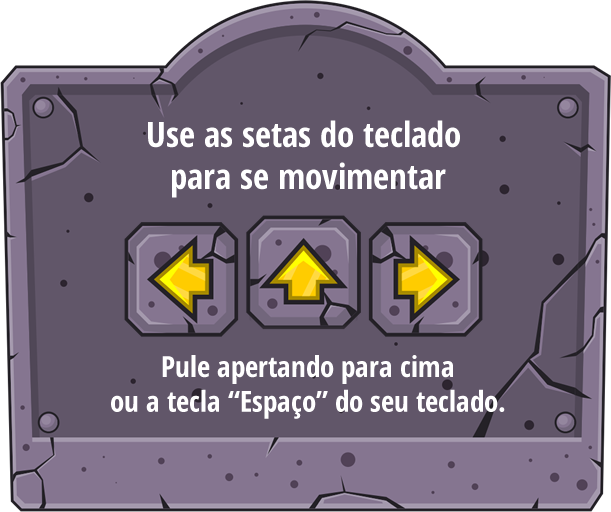 Use as setas do teclado
para se movimentar
Pule apertando para cima
ou a tecla “Espaço” do seu teclado.